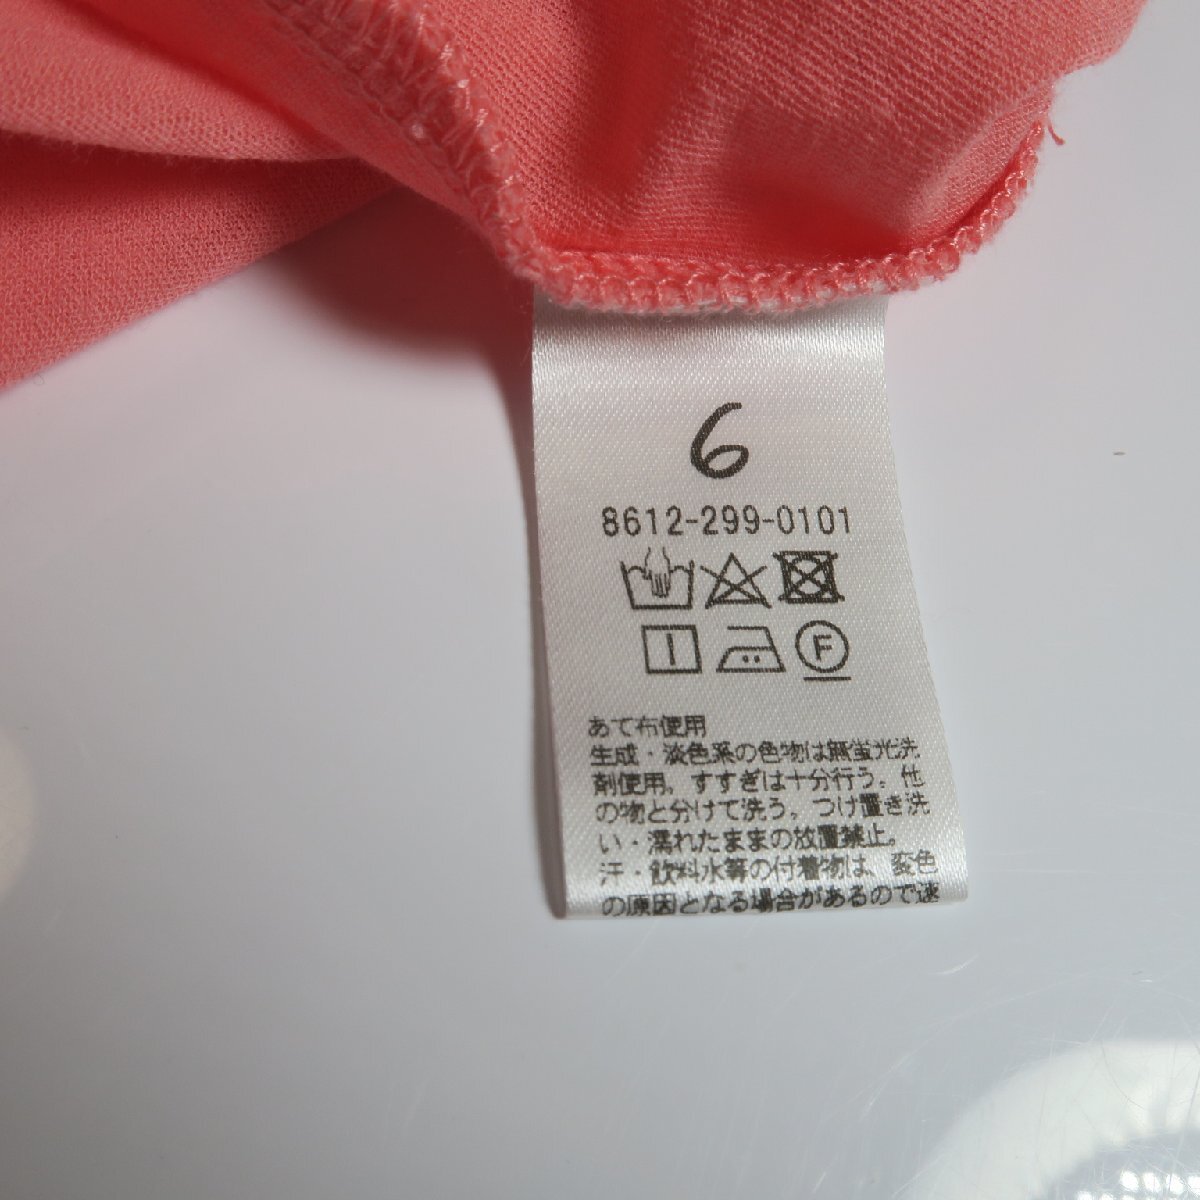 6
8612-299-0101
F
あて布使用
生成・淡色系の色物は無蛍光洗
剤使用。すすぎは十分行う。他
の物と分けて洗う。つけ置き洗
い・濡れたままの放置禁止。
汗・飲料水等の付着物は、変色
の原因となる場合があるので速